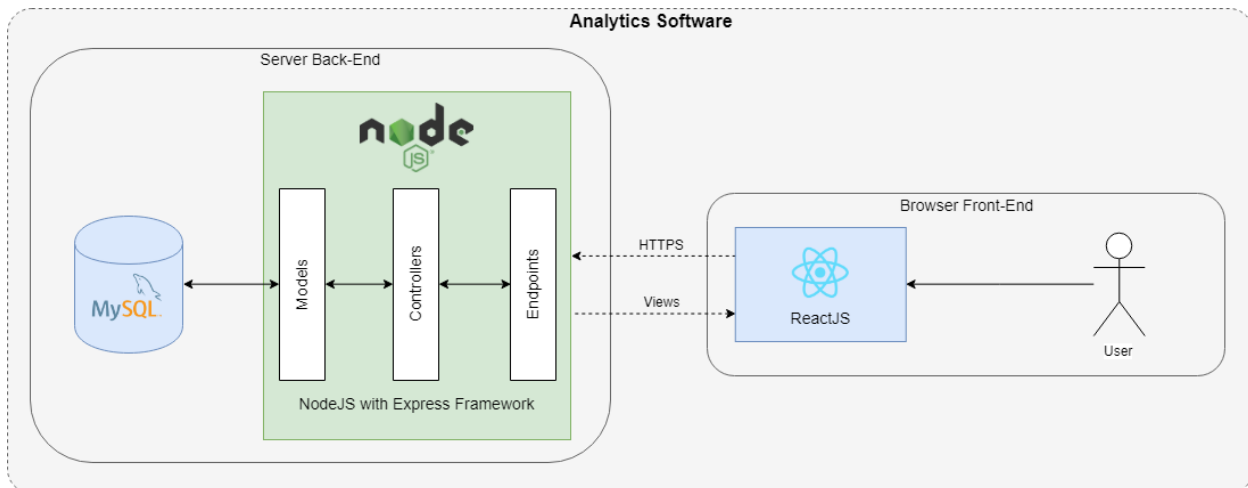 Analytics Software
Server Back-End
node
JS
Models
Controllers
Endpoints
MySQL
NodeJS with Express Framework
HTTPS
Views
Browser Front-End
ReactJS
User